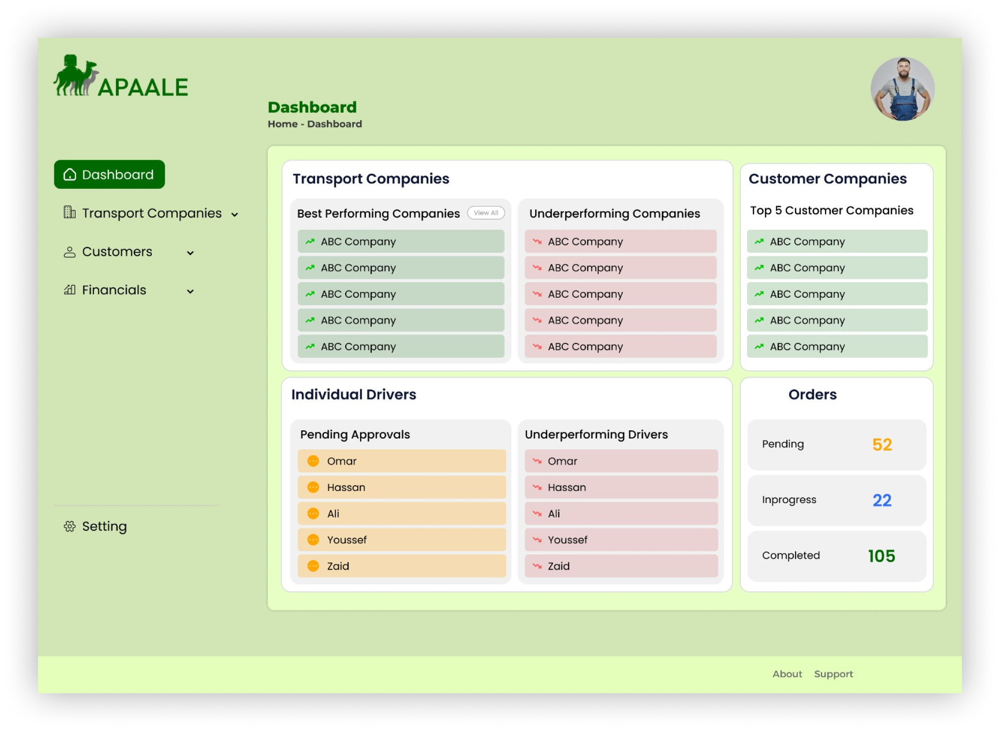 APAALE
Dashboard
Home - Dashboard
Dashboard
Transport Companies
Customers
Financials
Setting
Transport Companies
Best Performing Companies
View All
ABC Company
ABC Company
ABC Company
ABC Company
ABC Company
Underperforming Companies
ABC Company
ABC Company
ABC Company
ABC Company
ABC Company
Customer Companies
Top 5 Customer Companies
ABC Company
ABC Company
ABC Company
ABC Company
ABC Company
Individual Drivers
Pending Approvals
Omar
Hassan
Ali
Youssef
Zaid
Underperforming Drivers
Omar
Hassan
Ali
Youssef
Zaid
Orders
Pending 52
Inprogress 22
Completed 105
About Support